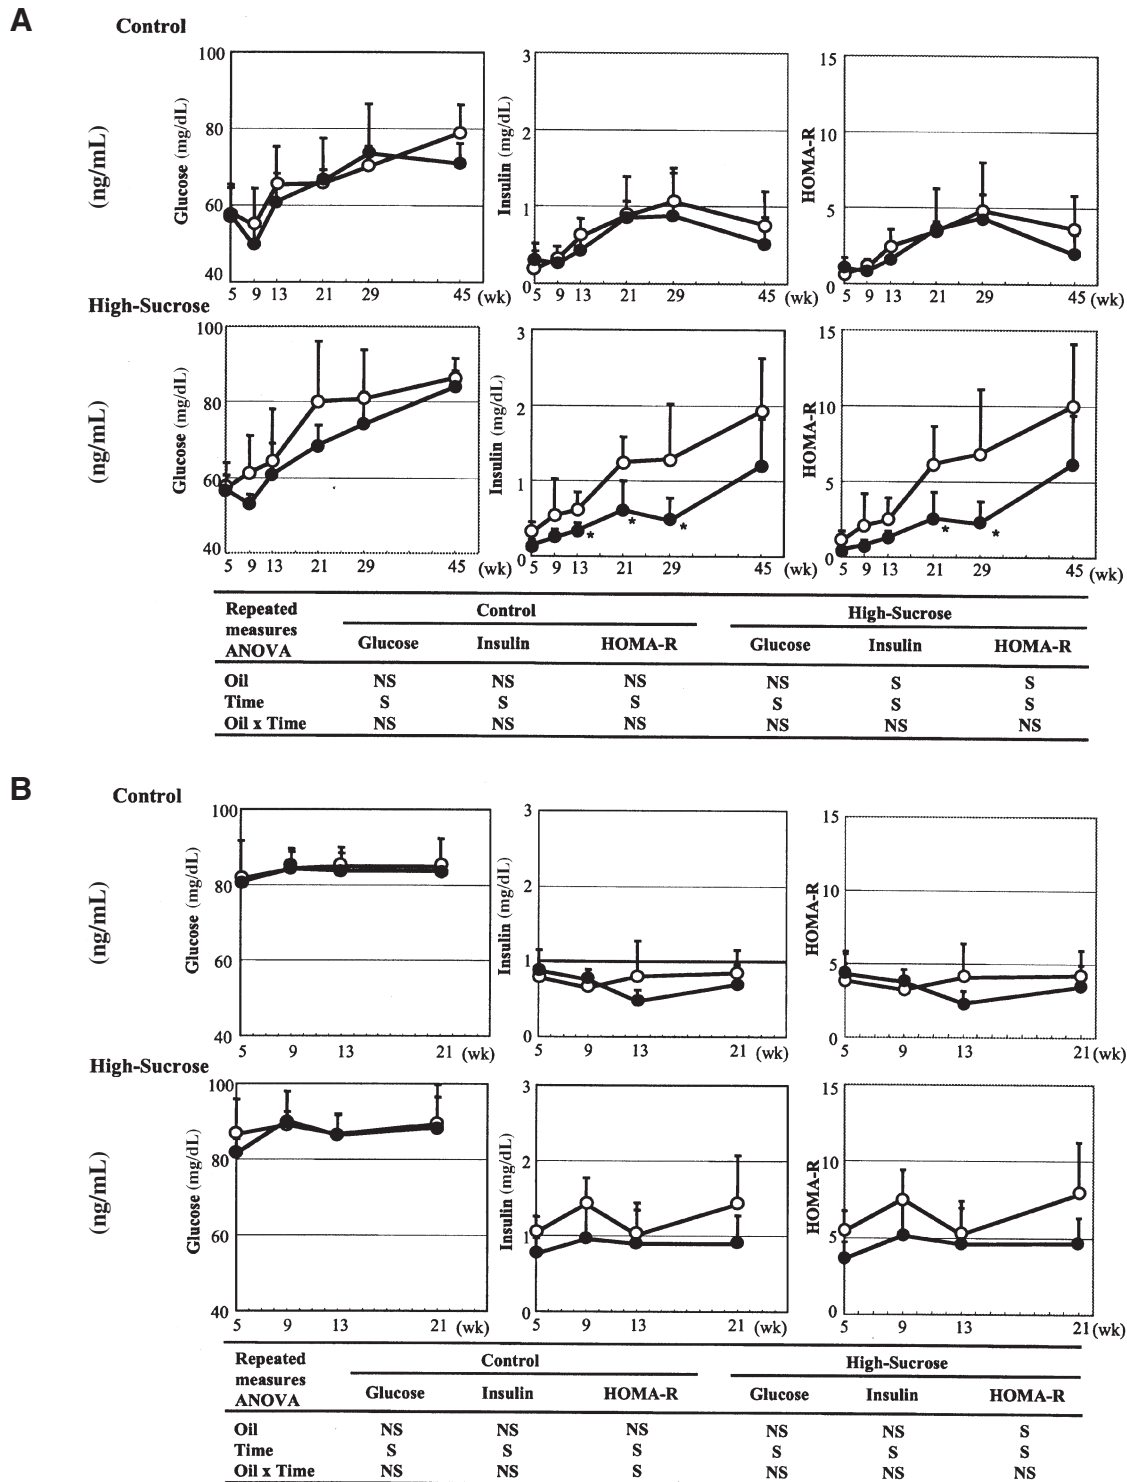 A
Control
(ng/mL)
Glucose (mg/dL)
100
80
60
40
5 9 13 21 29 45 (wk)
Insulin (mg/dL)
3
2
1
0
5 9 13 21 29 45 (wk)
HOMA-R
15
10
5
0
5 9 13 21 29 45 (wk)
High-Sucrose
(ng/mL)
Glucose (mg/dL)
100
80
60
40
5 9 13 21 29 45 (wk)
Insulin (mg/dL)
3
2
1
0
* * *
5 9 13 21 29 45 (wk)
HOMA-R
15
10
5
0
* *
5 9 13 21 29 45 (wk)
Repeated measures ANOVA Control High-Sucrose
Glucose Insulin HOMA-R Glucose Insulin HOMA-R
Oil NS NS NS NS S S
Time S S S S S S
Oil x Time NS NS NS NS NS NS
B
Control
(ng/mL)
Glucose (mg/dL)
100
80
60
40
5 9 13 21 (wk)
Insulin (mg/dL)
3
2
1
0
5 9 13 21 (wk)
HOMA-R
15
10
5
0
5 9 13 21 (wk)
High-Sucrose
(ng/mL)
Glucose (mg/dL)
100
80
60
40
5 9 13 21 (wk)
Insulin (mg/dL)
3
2
1
0
5 9 13 21 (wk)
HOMA-R
15
10
5
0
5 9 13 21 (wk)
Repeated measures ANOVA Control High-Sucrose
Glucose Insulin HOMA-R Glucose Insulin HOMA-R
Oil NS NS NS NS NS S
Time S S S S S S
Oil x Time NS NS S NS NS NS